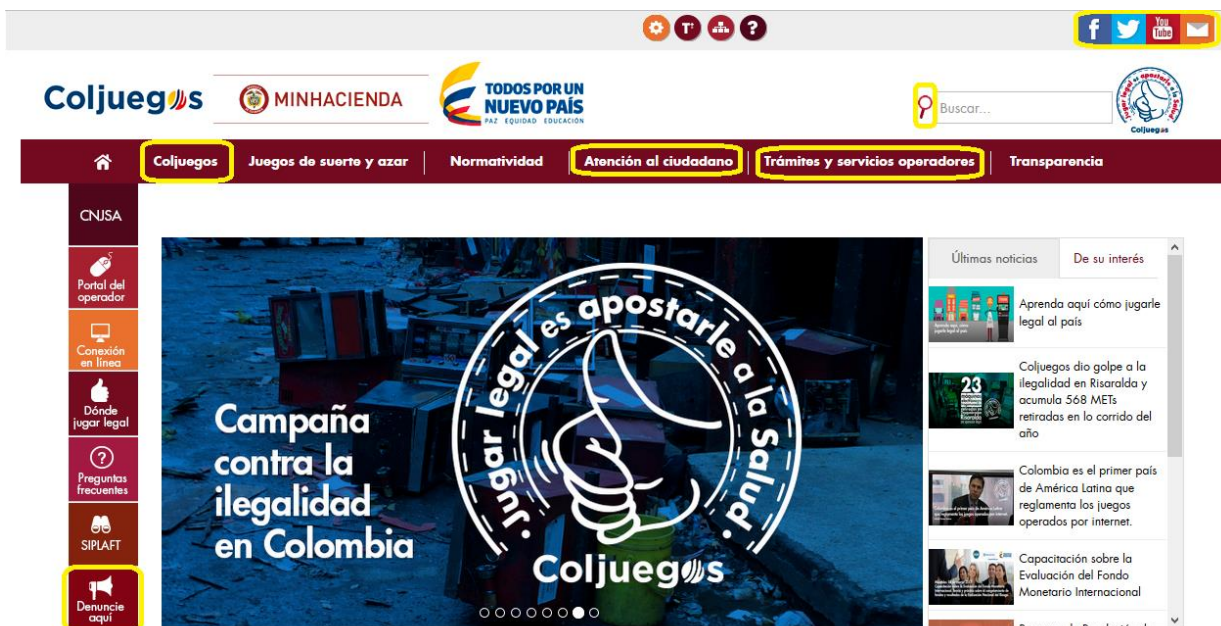 T
?
f
You
Tube
Coljuegos
MINHACIENDA
TODOS POR UN
NUEVO PAÍS
PAZ EQUIDAD EDUCACIÓN
Buscar...
Jugar legal es apostarle a la Salud.
Coljuegos
Coljuegos
Juegos de suerte y azar
Normatividad
Atención al ciudadano
Trámites y servicios operadores
Transparencia
CNJSA
Portal del
operador
Conexión
en línea
Dónde
jugar legal
?
Preguntas
frecuentes
SIPLAFT
Denuncie
aquí
Campaña
contra la
ilegalidad
en Colombia
Jugar legal es apostarle a la Salud.
Coljuegos
Últimas noticias
De su interés
Aprenda aquí cómo jugarle
legal al país
23
Coljuegos dio golpe a la
ilegalidad en Risaralda y
acumula 568 METs
retiradas en lo corrido del
año
Colombia es el primer país
de América Latina que
reglamenta los juegos
operados por internet.
Capacitación sobre la
Evaluación del Fondo
Monetario Internacional